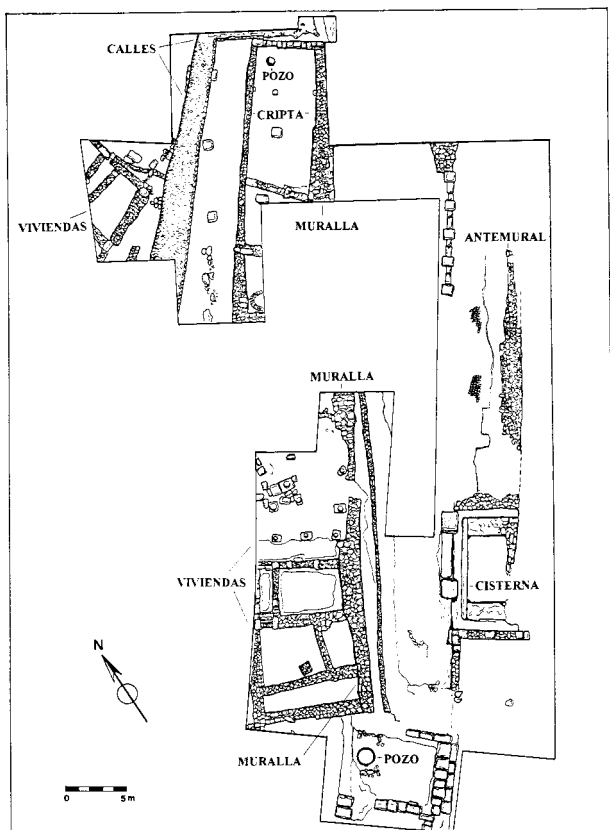 CALLES
POZO
CRIPTA
VIVIENDAS
MURALLA
ANTEMURAL
MURALLA
VIVIENDAS
CISTERNA
N
MURALLA
POZO
0 5 m